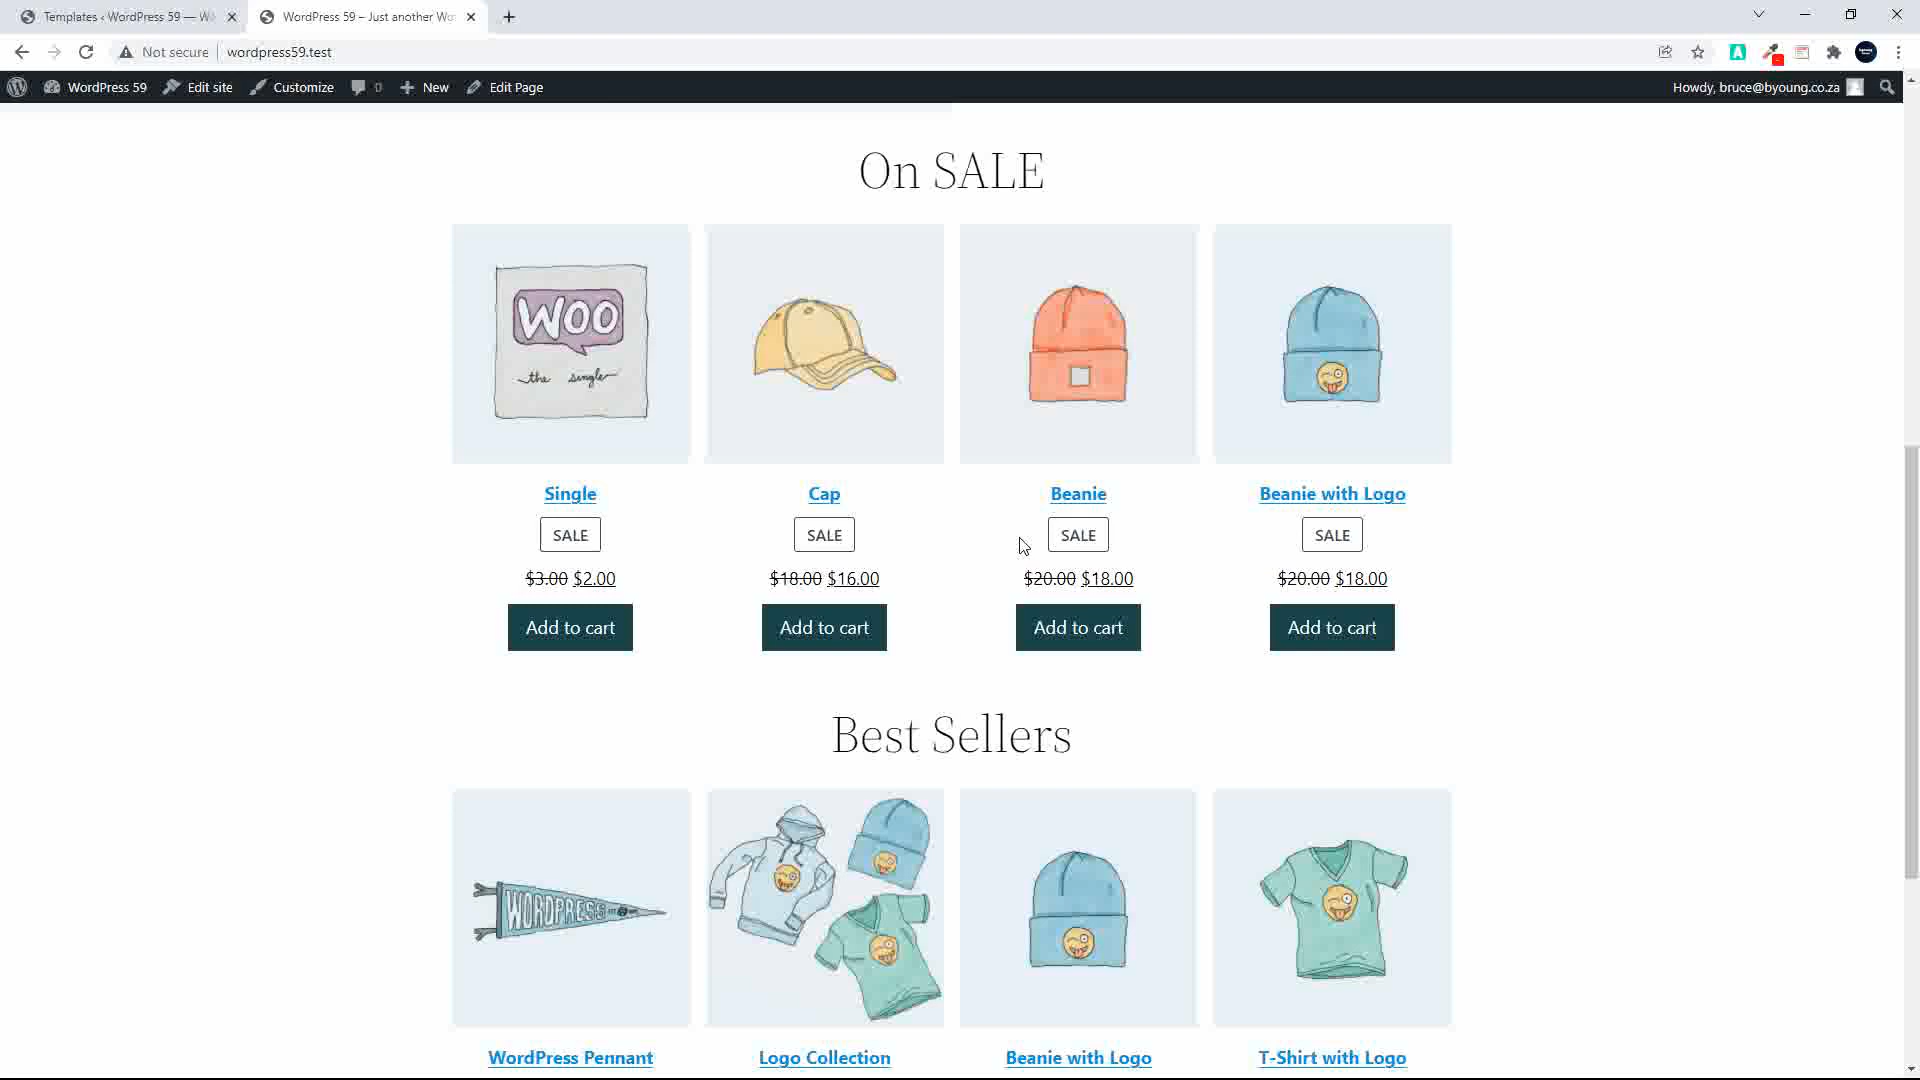 Templates ‹ WordPress 59 — W
WordPress 59 – Just another Wo
Not secure
wordpress59.test
WordPress 59
Edit site
Customize
0
New
Edit Page
Howdy, bruce@byoung.co.za
On SALE
WOO
the single
Single
Cap
Beanie
Beanie with Logo
SALE
SALE
SALE
SALE
$3.00 $2.00
$18.00 $16.00
$20.00 $18.00
$20.00 $18.00
Add to cart
Add to cart
Add to cart
Add to cart
Best Sellers
WORDPRESS
WordPress Pennant
Logo Collection
Beanie with Logo
T-Shirt with Logo